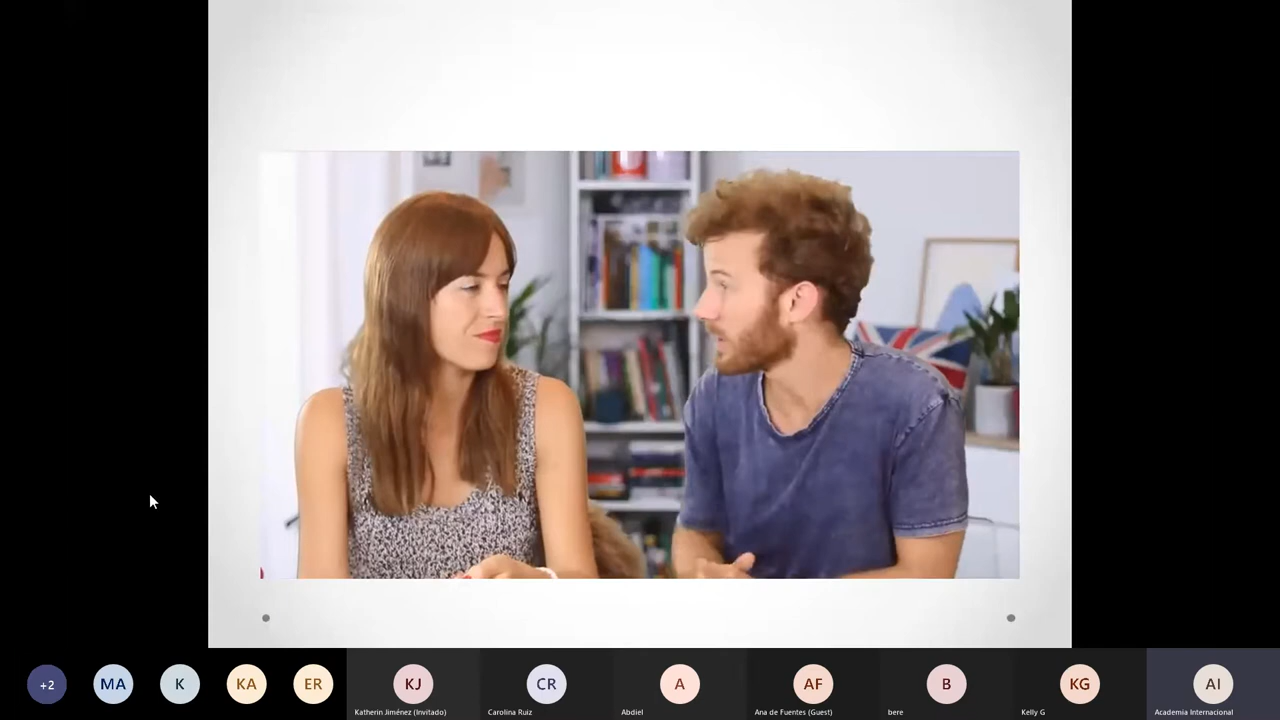 +2
MA
K
KA
ER
KJ
Katherin Jiménez (Invitado)
CR
Carolina Ruiz
A
Abdiel
AF
Ana de Fuentes (Guest)
B
bere
KG
Kelly G
AI
Academia Internacional